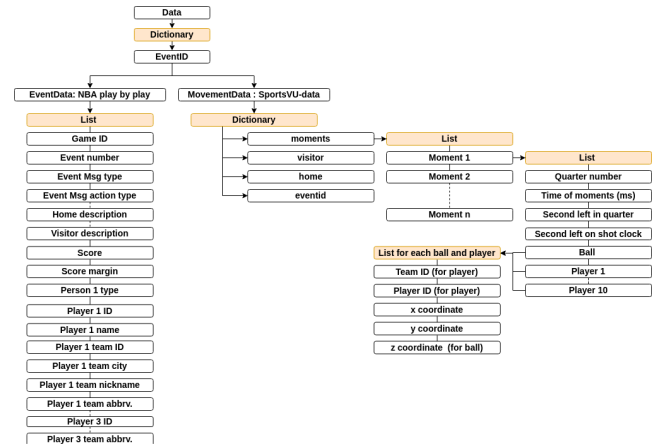 Data
Dictionary
EventID
EventData: NBA play by play
MovementData : SportsVU-data
List
Game ID
Event number
Event Msg type
Event Msg action type
Home description
Visitor description
Score
Score margin
Person 1 type
Player 1 ID
Player 1 name
Player 1 team ID
Player 1 team city
Player 1 team nickname
Player 1 team abbrv.
Player 3 ID
Player 3 team abbrv.
Dictionary
moments
visitor
home
eventid
List
Moment 1
Moment 2
Moment n
List
Quarter number
Time of moments (ms)
Second left in quarter
Second left on shot clock
Ball
Player 1
Player 10
List for each ball and player
Team ID (for player)
Player ID (for player)
x coordinate
y coordinate
z coordinate (for ball)